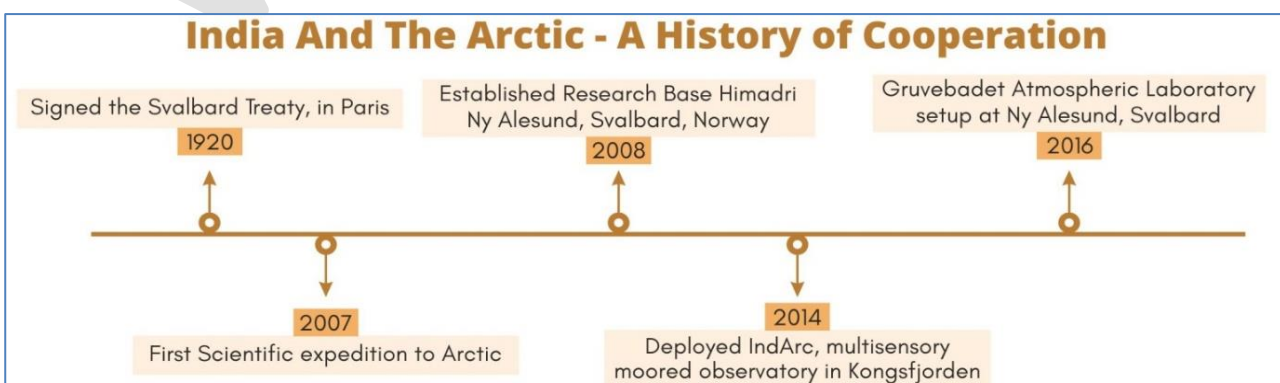 India And The Arctic - A History of Cooperation
Signed the Svalbard Treaty, in Paris
1920
2007
First Scientific expedition to Arctic
Established Research Base Himadri
Ny Alesund, Svalbard, Norway
2008
2014
Deployed IndArc, multisensory
moored observatory in Kongsfjorden
Gruvebadet Atmospheric Laboratory
setup at Ny Alesund, Svalbard
2016